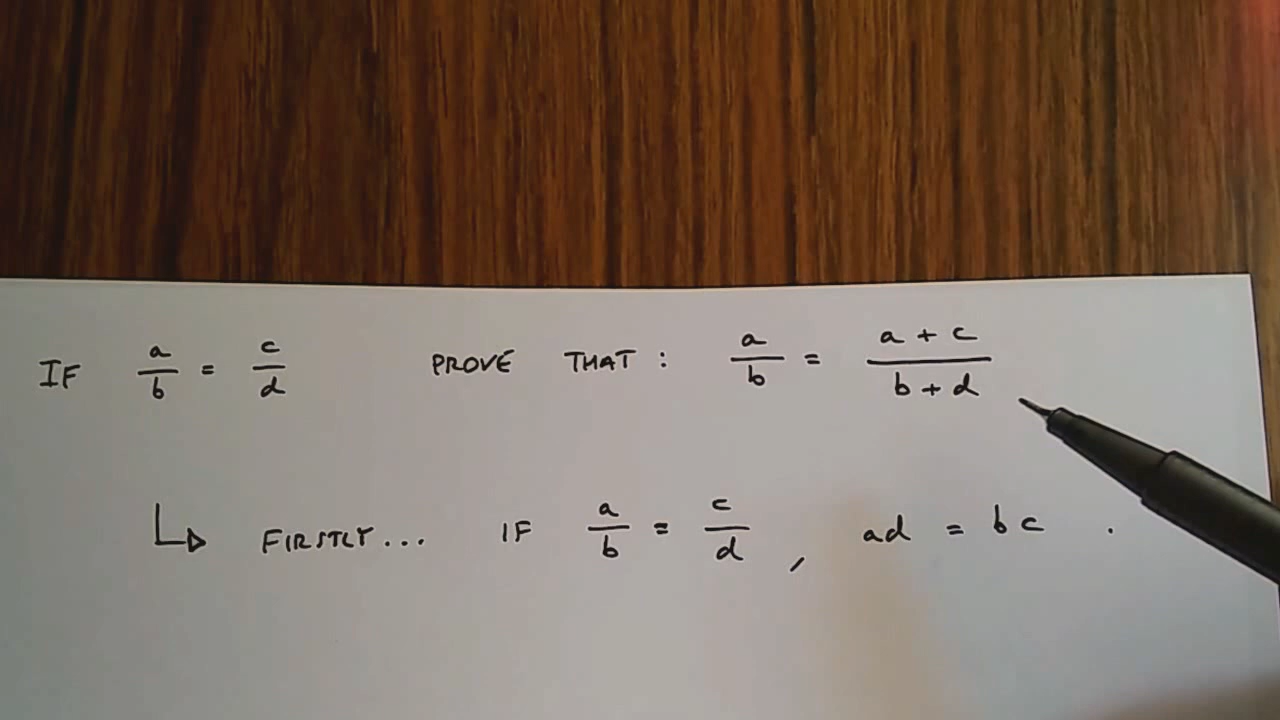 IF a/b = c/d PROVE THAT: a/b = (a + c)/(b + d)
FIRSTLY... IF a/b = c/d, ad = bc .